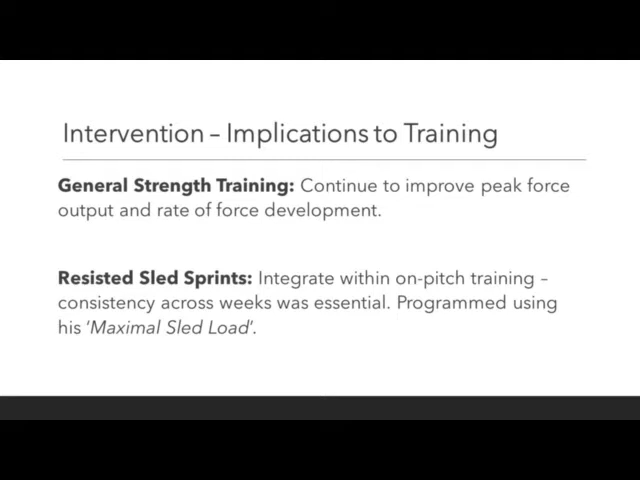 Intervention – Implications to Training
General Strength Training: Continue to improve peak force
output and rate of force development.
Resisted Sled Sprints: Integrate within on-pitch training –
consistency across weeks was essential. Programmed using
his ‘Maximal Sled Load’.